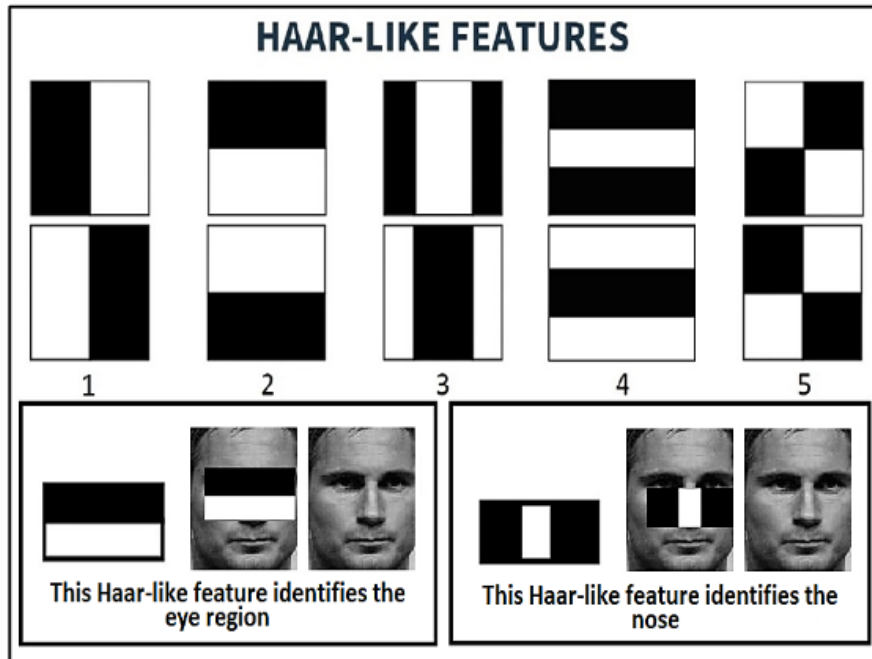 HAAR-LIKE FEATURES
1 2 3 4 5
This Haar-like feature identifies the
eye region
This Haar-like feature identifies the
nose